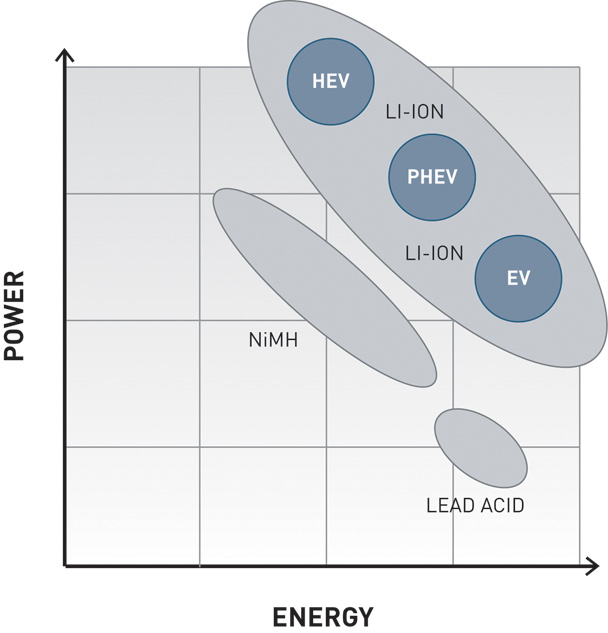 HEV
LI-ION
PHEV
LI-ION
EV
NiMH
LEAD ACID
POWER
ENERGY